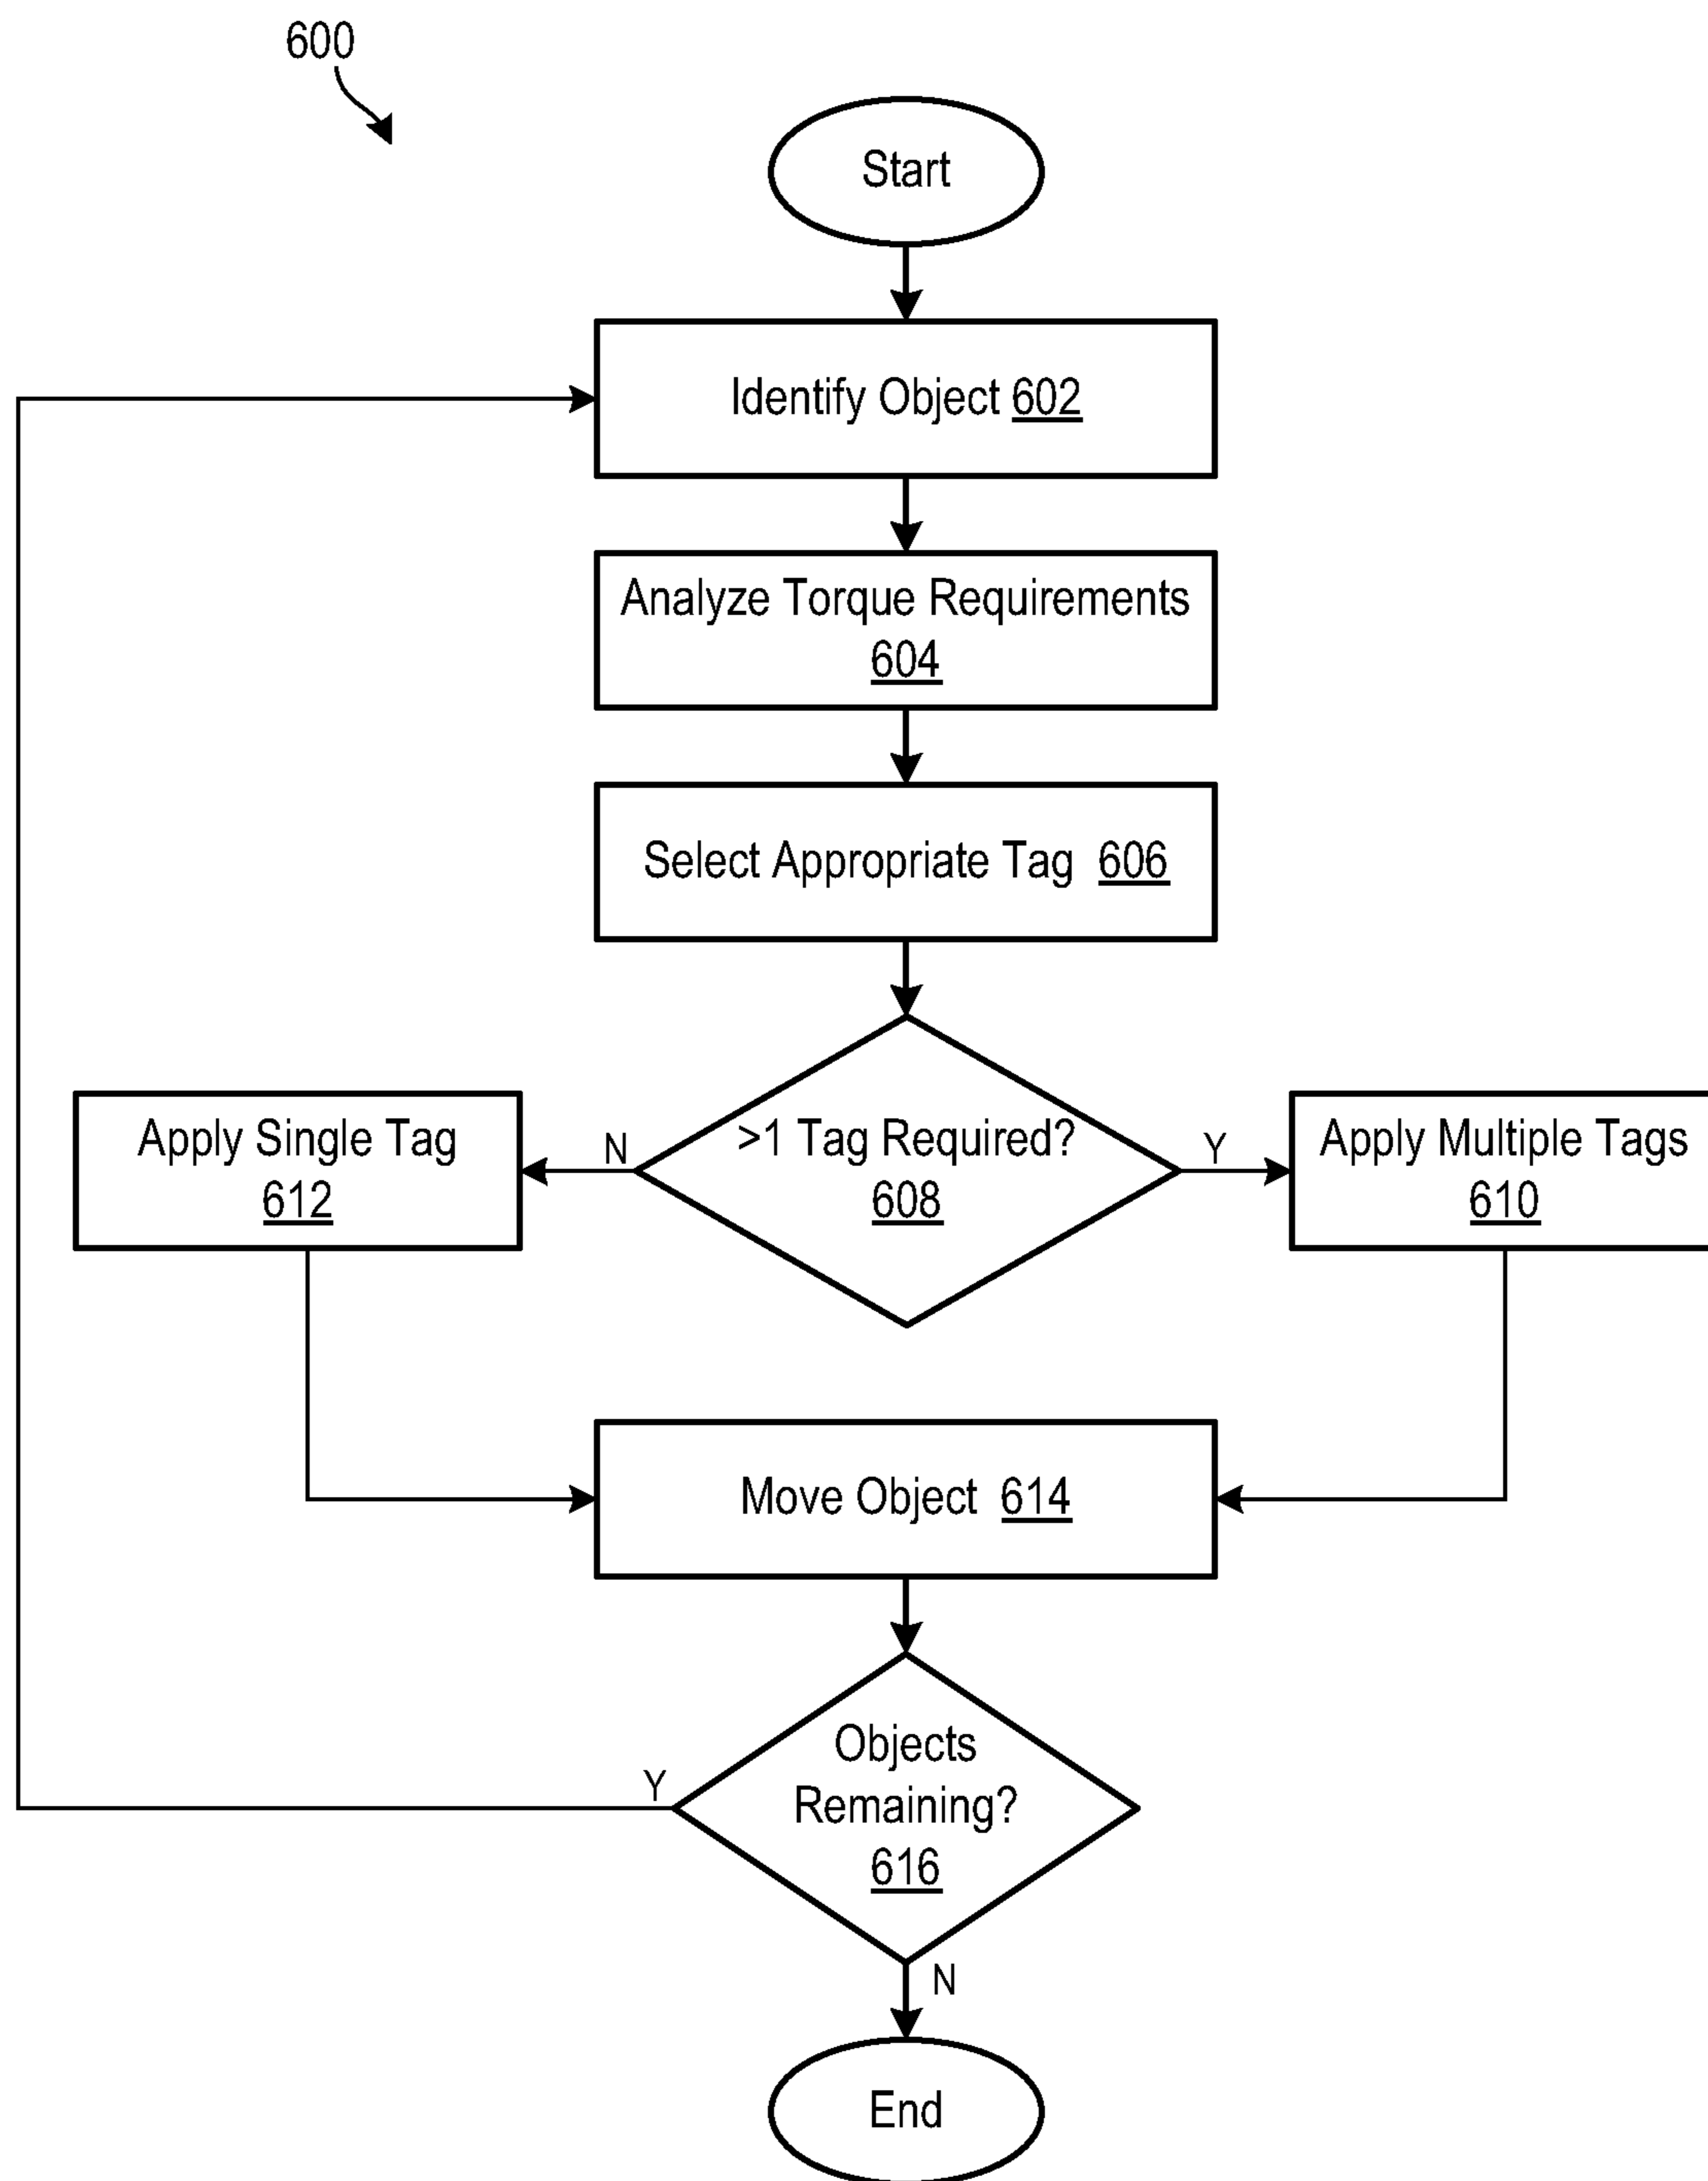 600
Start
Identify Object 602
Analyze Torque Requirements
604
Select Appropriate Tag 606
>1 Tag Required?
608
N
Y
Apply Single Tag
612
Apply Multiple Tags
610
Move Object 614
Objects
Remaining?
616
Y
N
End